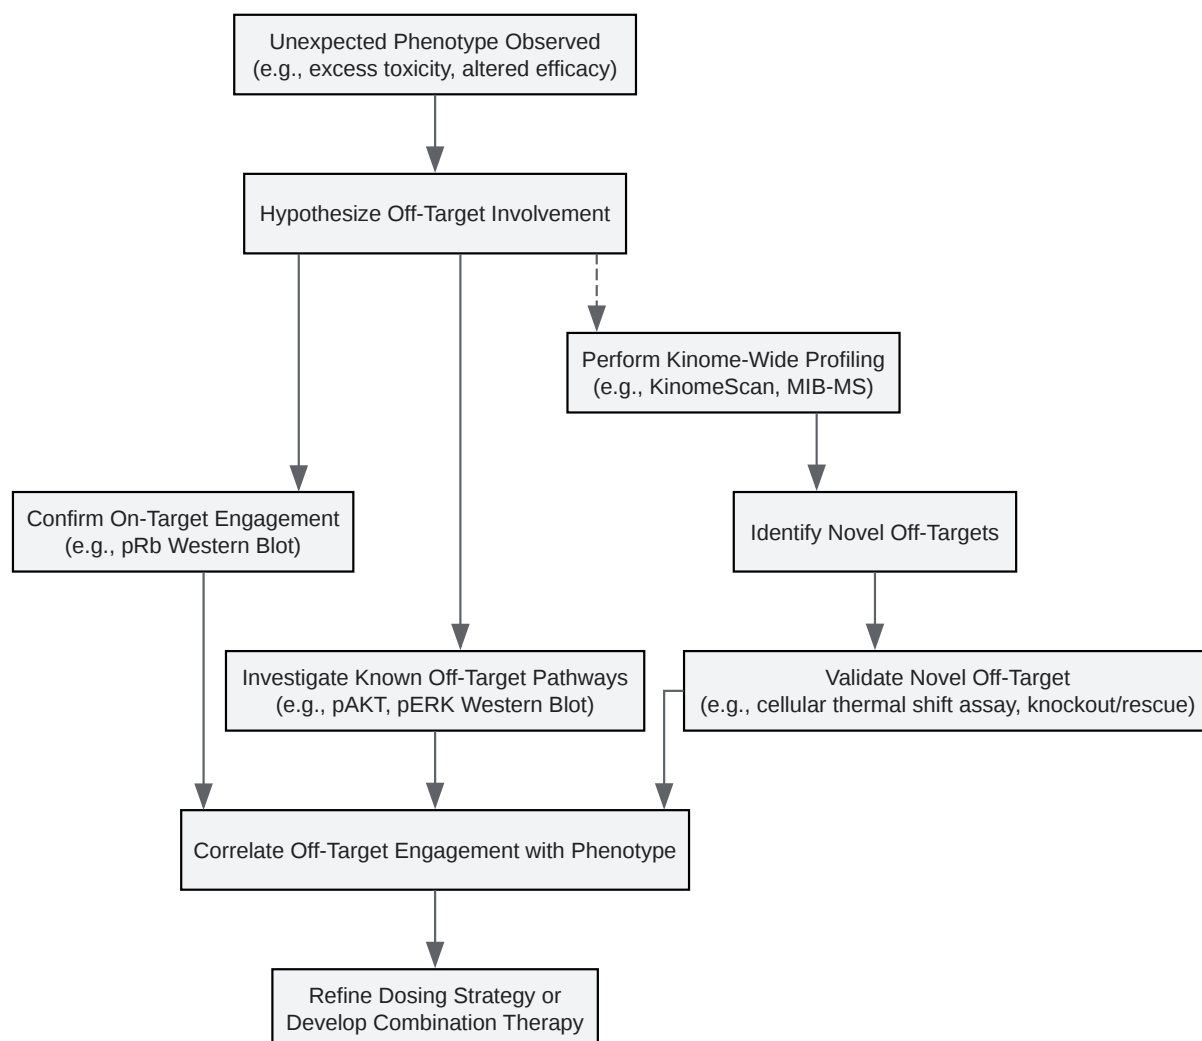 Unexpected Phenotype Observed
(e.g., excess toxicity, altered efficacy)
Hypothesize Off-Target Involvement
Perform Kinome-Wide Profiling
(e.g., KinomeScan, MIB-MS)
Confirm On-Target Engagement
(e.g., pRb Western Blot)
Identify Novel Off-Targets
Investigate Known Off-Target Pathways
(e.g., pAKT, pERK Western Blot)
Validate Novel Off-Target
(e.g., cellular thermal shift assay, knockout/rescue)
Correlate Off-Target Engagement with Phenotype
Refine Dosing Strategy or
Develop Combination Therapy